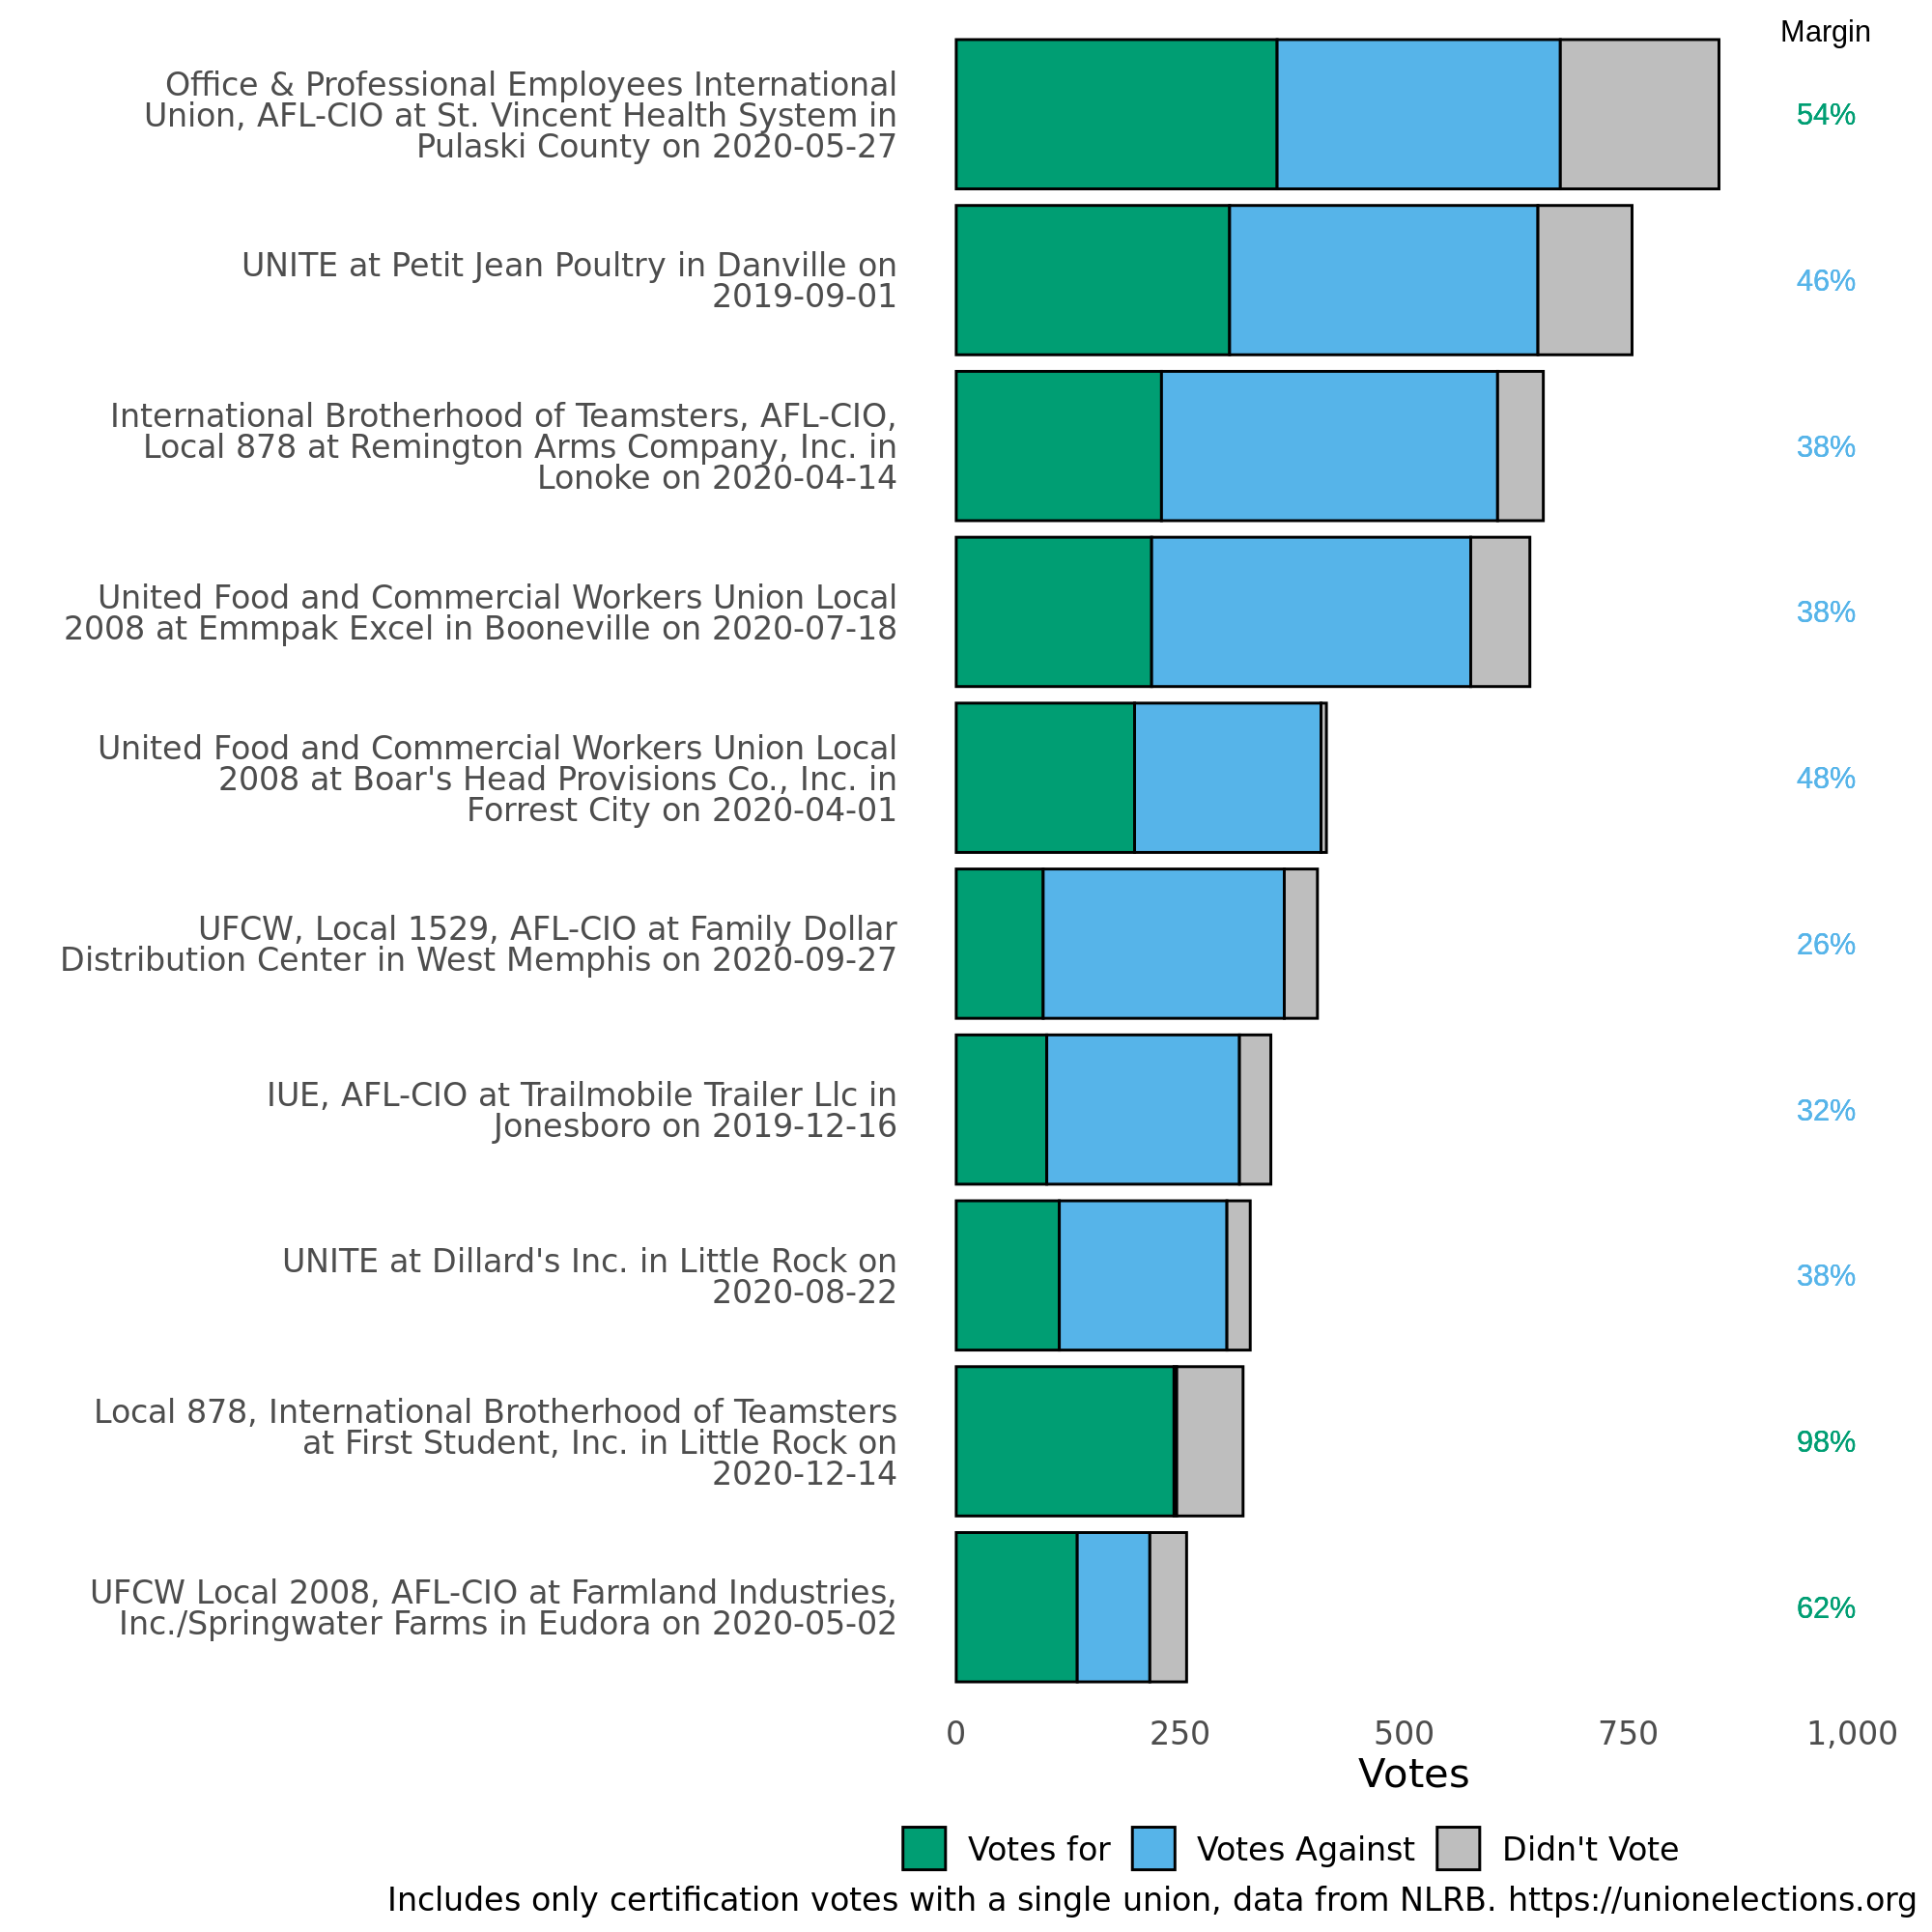 Margin
Office & Professional Employees International
Union, AFL-CIO at St. Vincent Health System in
Pulaski County on 2020-05-27
54%
UNITE at Petit Jean Poultry in Danville on
2019-09-01
46%
International Brotherhood of Teamsters, AFL-CIO,
Local 878 at Remington Arms Company, Inc. in
Lonoke on 2020-04-14
38%
United Food and Commercial Workers Union Local
2008 at Emmpak Excel in Booneville on 2020-07-18
38%
United Food and Commercial Workers Union Local
2008 at Boar's Head Provisions Co., Inc. in
Forrest City on 2020-04-01
48%
UFCW, Local 1529, AFL-CIO at Family Dollar
Distribution Center in West Memphis on 2020-09-27
26%
IUE, AFL-CIO at Trailmobile Trailer Llc in
Jonesboro on 2019-12-16
32%
UNITE at Dillard's Inc. in Little Rock on
2020-08-22
38%
Local 878, International Brotherhood of Teamsters
at First Student, Inc. in Little Rock on
2020-12-14
98%
UFCW Local 2008, AFL-CIO at Farmland Industries,
Inc./Springwater Farms in Eudora on 2020-05-02
62%
0 250 500 750 1,000
Votes
Votes for Votes Against Didn't Vote
Includes only certification votes with a single union, data from NLRB. https://unionelections.org